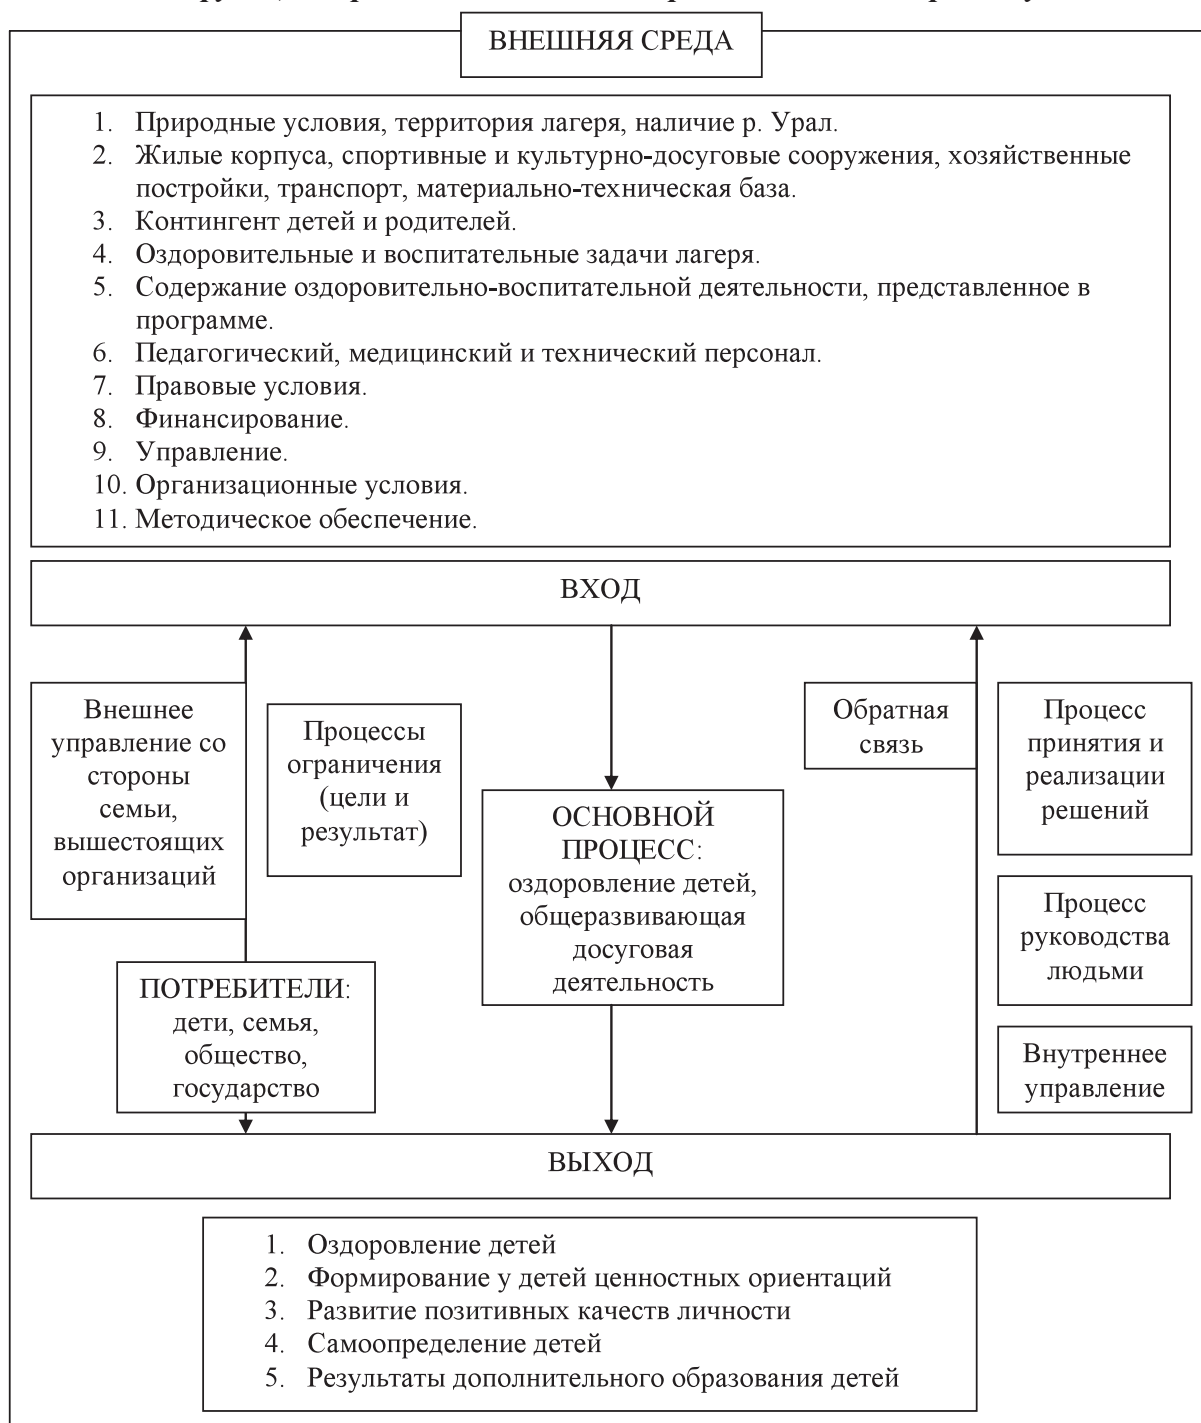 ВНЕШНЯЯ СРЕДА
1. Природные условия, территория лагеря, наличие р. Урал.
2. Жилые корпуса, спортивные и культурно-досуговые сооружения, хозяйственные
постройки, транспорт, материально-техническая база.
3. Контингент детей и родителей.
4. Оздоровительные и воспитательные задачи лагеря.
5. Содержание оздоровительно-воспитательной деятельности, представленное в
программе.
6. Педагогический, медицинский и технический персонал.
7. Правовые условия.
8. Финансирование.
9. Управление.
10. Организационные условия.
11. Методическое обеспечение.
ВХОД
Внешнее
управление со
стороны
семьи,
вышестоящих
организаций
Процессы
ограничения
(цели и
результат)
ОСНОВНОЙ
ПРОЦЕСС:
оздоровление детей,
общеразвивающая
досуговая
деятельность
Обратная
связь
Процесс
принятия и
реализации
решений
Процесс
руководства
людьми
Внутреннее
управление
ПОТРЕБИТЕЛИ:
дети, семья,
общество,
государство
ВЫХОД
1. Оздоровление детей
2. Формирование у детей ценностных ориентаций
3. Развитие позитивных качеств личности
4. Самоопределение детей
5. Результаты дополнительного образования детей